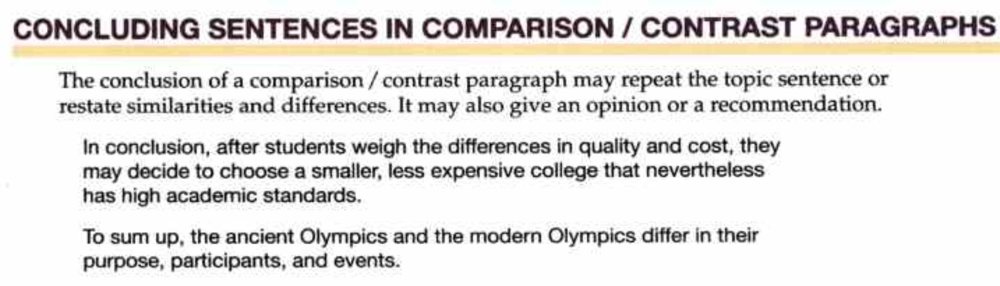 CONCLUDING SENTENCES IN COMPARISON / CONTRAST PARAGRAPHS
The conclusion of a comparison / contrast paragraph may repeat the topic sentence or
restate similarities and differences. It may also give an opinion or a recommendation.
In conclusion, after students weigh the differences in quality and cost, they
may decide to choose a smaller, less expensive college that nevertheless
has high academic standards.
To sum up, the ancient Olympics and the modern Olympics differ in their
purpose, participants, and events.